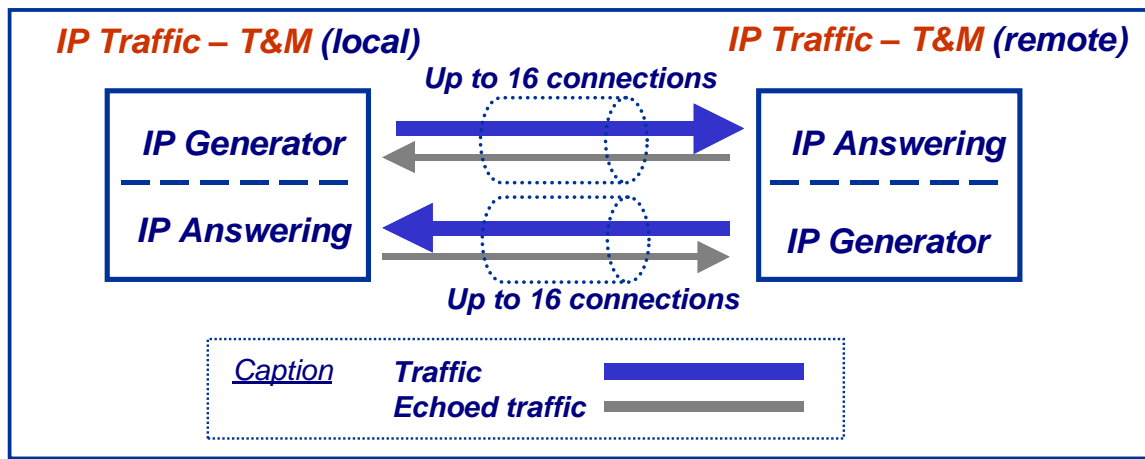 IP Traffic – T&M (local)
IP Traffic – T&M (remote)
Up to 16 connections
IP Generator
IP Answering
IP Answering
IP Generator
Up to 16 connections
Caption
Traffic
Echoed traffic